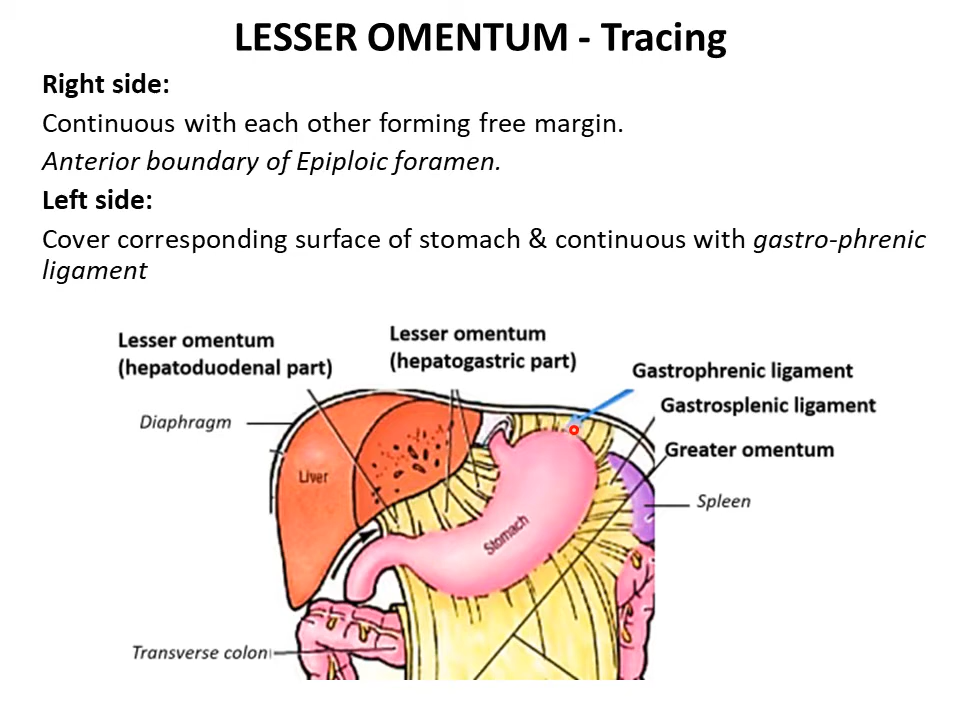 LESSER OMENTUM - Tracing
Right side:
Continuous with each other forming free margin.
Anterior boundary of Epiploic foramen.
Left side:
Cover corresponding surface of stomach & continuous with gastro-phrenic
ligament
Lesser omentum
(hepatoduodenal part)
Lesser omentum
(hepatogastric part)
Gastrophrenic ligament
Gastrosplenic ligament
Diaphragm
Greater omentum
Liver
Spleen
Stomach
Transverse colon